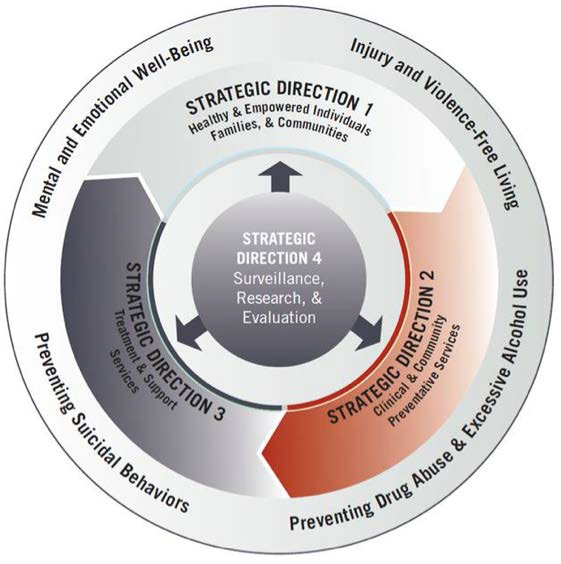 Mental and Emotional Well-Being
Injury and Violence-Free Living
STRATEGIC DIRECTION 1
Healthy & Empowered Individuals
Families, & Communities
STRATEGIC
DIRECTION 4
Surveillance,
Research, &
Evaluation
STRATEGIC DIRECTION 2
Clinical & Community
Preventative Services
STRATEGIC DIRECTION 3
Treatment & Support
Services
Preventing Suicidal Behaviors
Preventing Drug Abuse & Excessive Alcohol Use